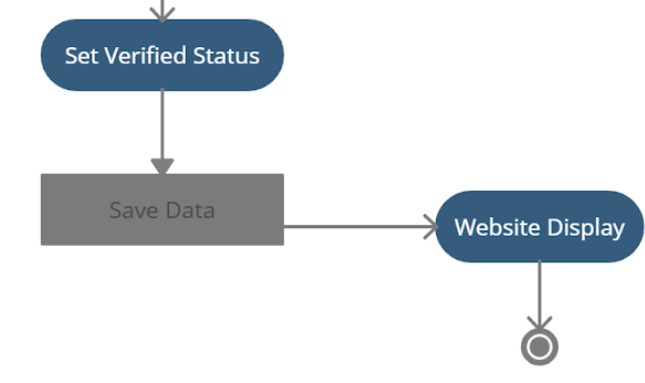 Set Verified Status
Save Data
Website Display